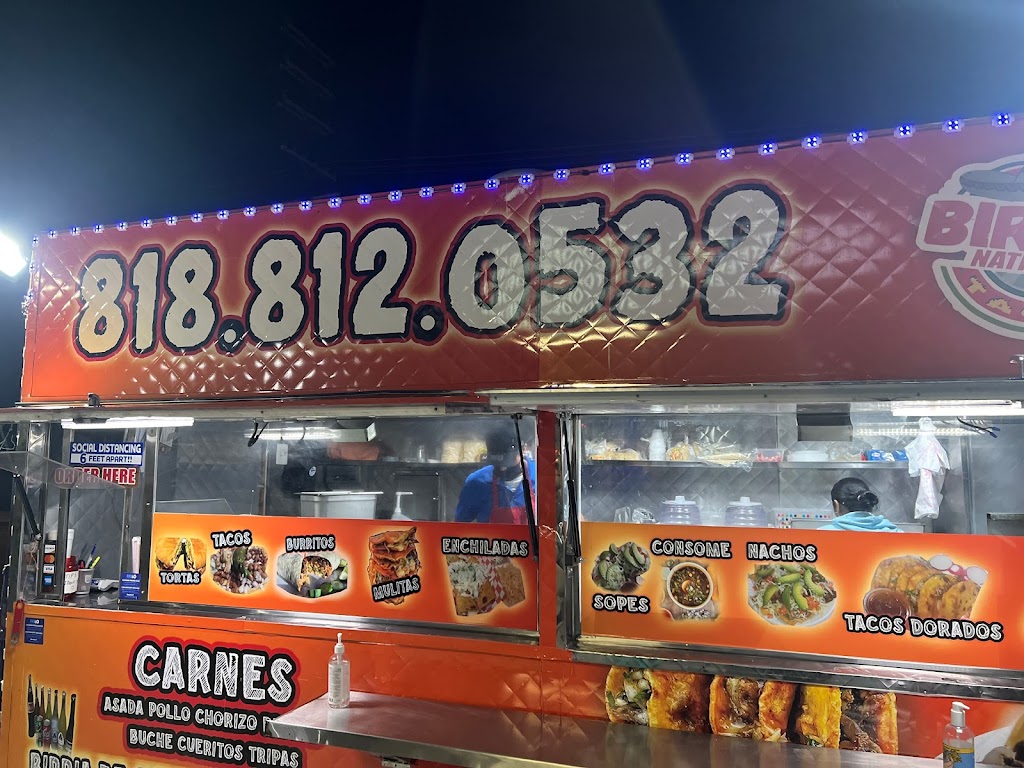 818.812.0532
SOCIAL DISTANCING
6 FEET APART!!
ORDER HERE
TORTAS
TACOS
BURRITOS
MULITAS
ENCHILADAS
SOPES
CONSOME
NACHOS
TACOS DORADOS
CARNES
ASADA POLLO CHORIZO
BUCHE CUERITOS TRIPAS